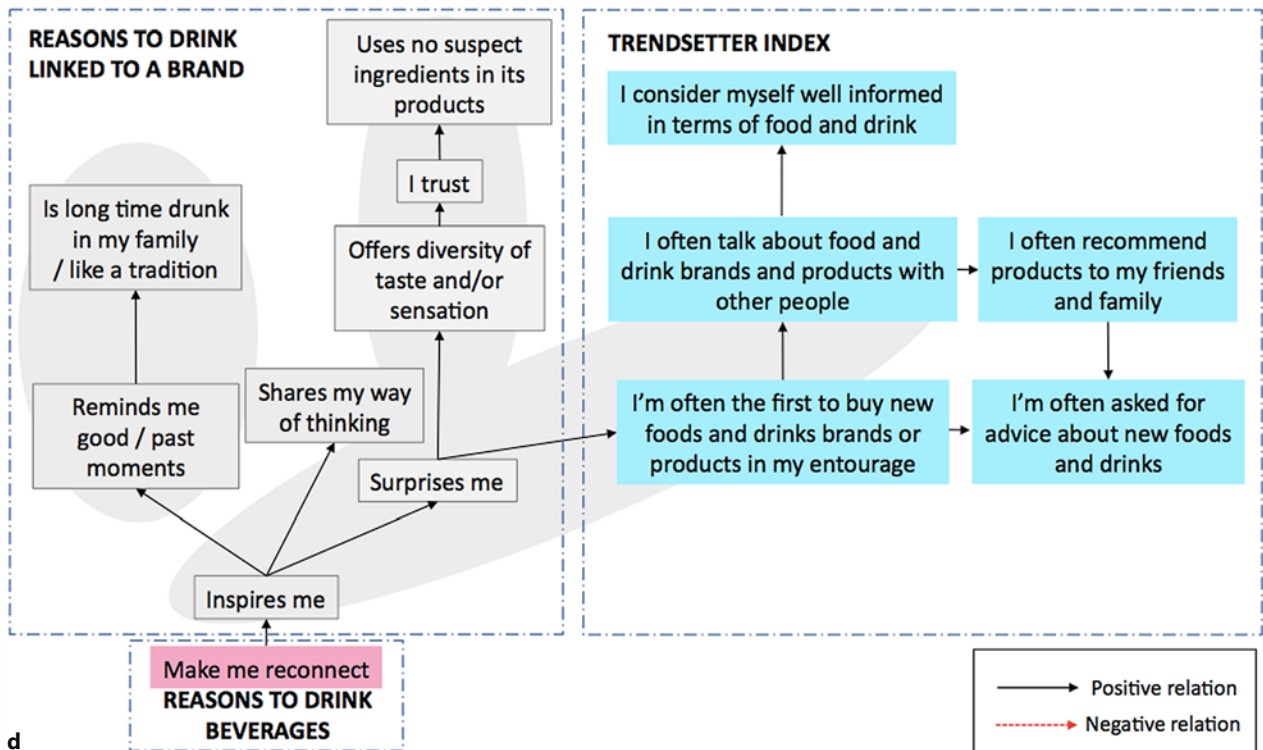 REASONS TO DRINK
LINKED TO A BRAND
Uses no suspect
ingredients in its
products
I trust
Is long time drunk
in my family
/ like a tradition
Offers diversity of
taste and/or
sensation
Reminds me
good / past
moments
Shares my way
of thinking
Surprises me
Inspires me
Make me reconnect
REASONS TO DRINK
BEVERAGES
TRENDSETTER INDEX
I consider myself well informed
in terms of food and drink
I often talk about food and
drink brands and products with
other people
I often recommend
products to my friends
and family
I'm often the first to buy new
foods and drinks brands or
products in my entourage
I'm often asked for
advice about new foods
and drinks
Positive relation
Negative relation
d